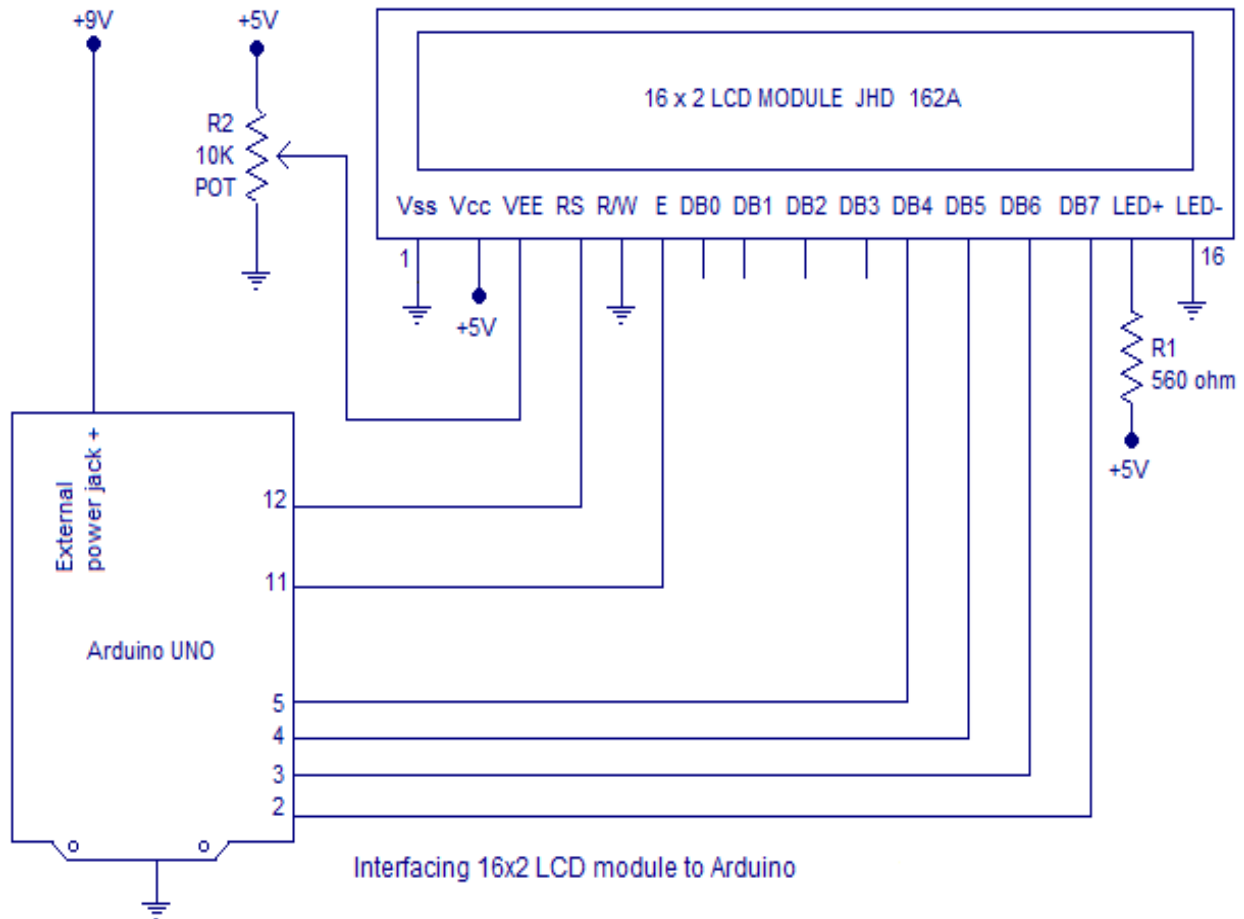 +9V
+5V
R2
10K
POT
16 x 2 LCD MODULE JHD 162A
Vss Vcc VEE RS R/W E DB0 DB1 DB2 DB3 DB4 DB5 DB6 DB7 LED+ LED-
1
16
+5V
R1
560 ohm
+5V
External
power jack +
12
11
Arduino UNO
5
4
3
2
Interfacing 16x2 LCD module to Arduino